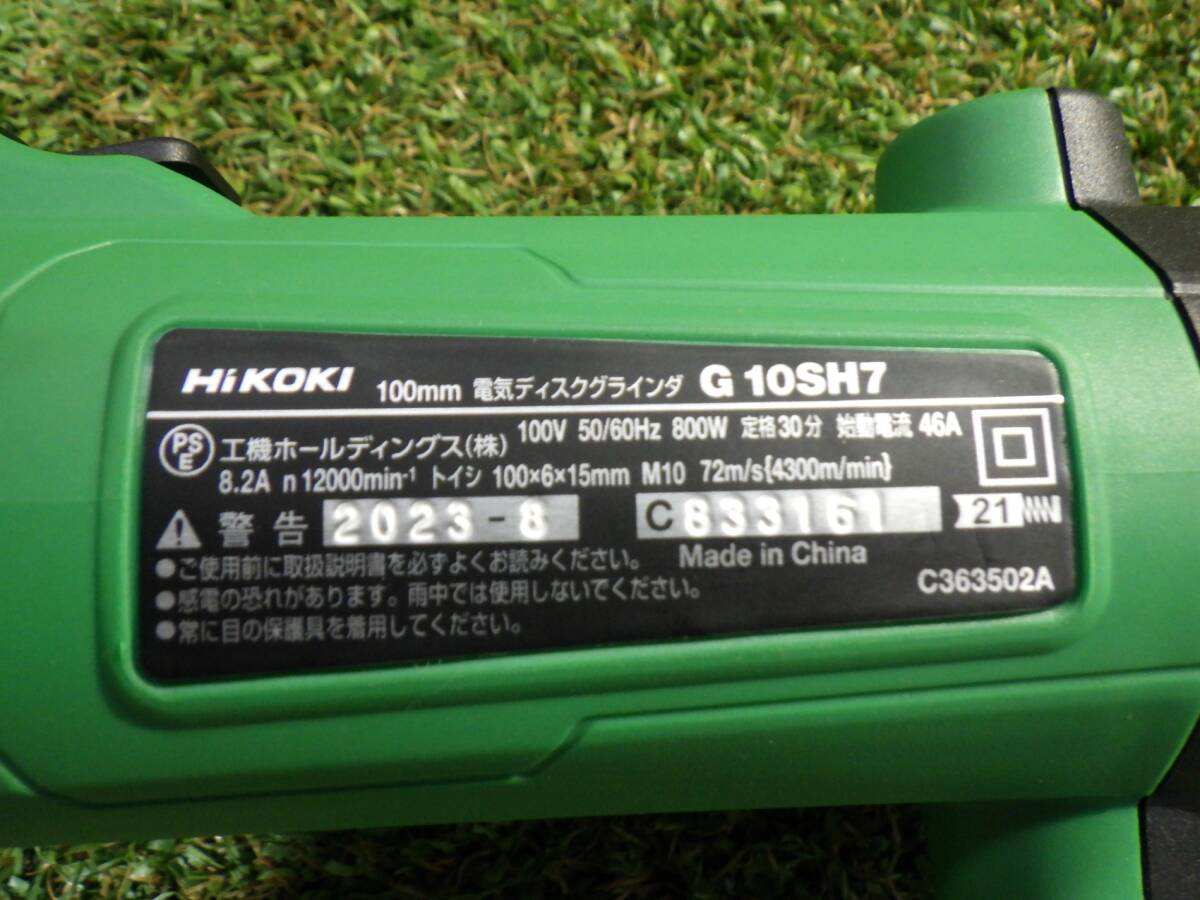 HiKOKI 100mm 電気ディスクグラインダ G 10SH7
PSE 工機ホールディングス(株) 100V 50/60Hz 800W 定格30分 始動電流 46A
8.2A n 12000min-1 トイシ 100×6×15mm M10 72m/s{4300m/min}
警告 2023-8 C 833161 21
●ご使用前に取扱説明書を必ずよくお読みください。 Made in China
●感電の恐れがあります。雨中では使用しないでください。 C363502A
●常に目の保護具を着用してください。